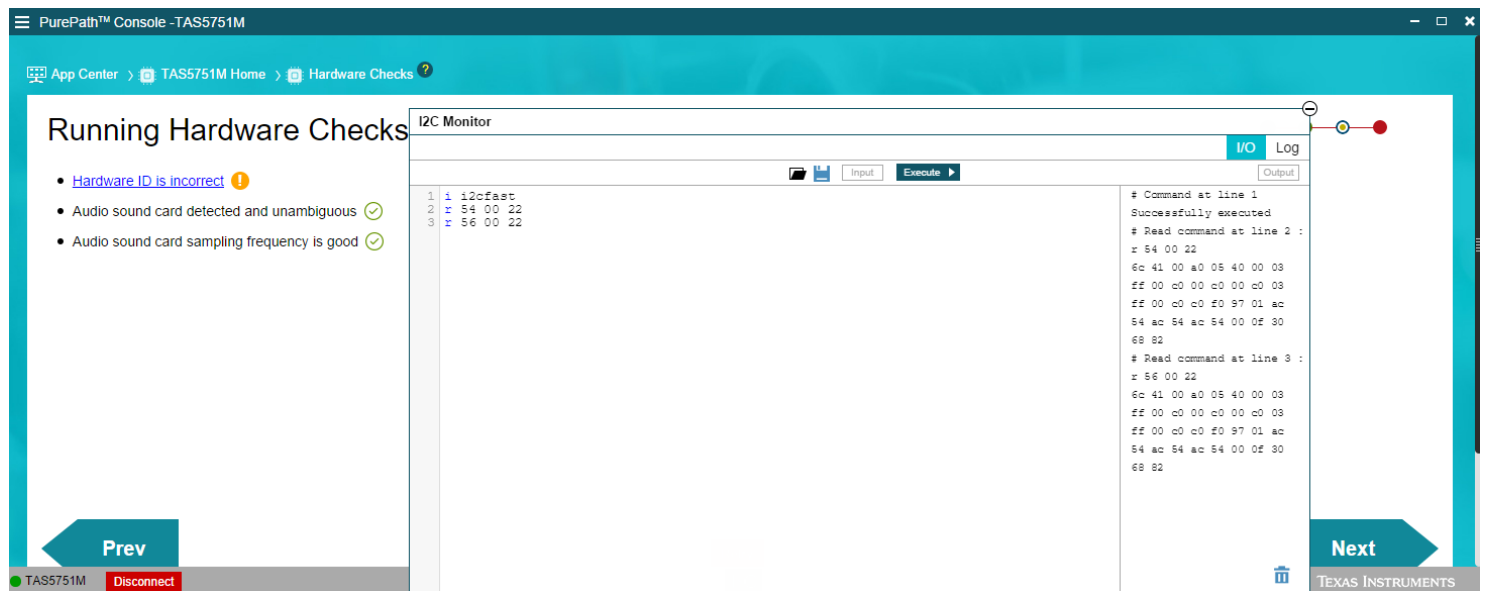 PurePath™ Console -TAS5751M
App Center > TAS5751M Home > Hardware Checks ?
Running Hardware Checks
Hardware ID is incorrect !
Audio sound card detected and unambiguous
Audio sound card sampling frequency is good
I2C Monitor
I/O Log
Input Execute Output
1 i i2cfast
2 r 54 00 22
3 r 56 00 22
# Command at line 1
Successfully executed
# Read command at line 2 :
r 54 00 22
6c 41 00 a0 05 40 00 03
ff 00 c0 00 c0 00 c0 03
ff 00 c0 c0 f0 97 01 ac
54 ac 54 ac 54 00 0f 30
68 82
# Read command at line 3 :
r 56 00 22
6c 41 00 a0 05 40 00 03
ff 00 c0 00 c0 00 c0 03
ff 00 c0 c0 f0 97 01 ac
54 ac 54 ac 54 00 0f 30
68 82
Prev
Next
TAS5751M Disconnect
TEXAS INSTRUMENTS